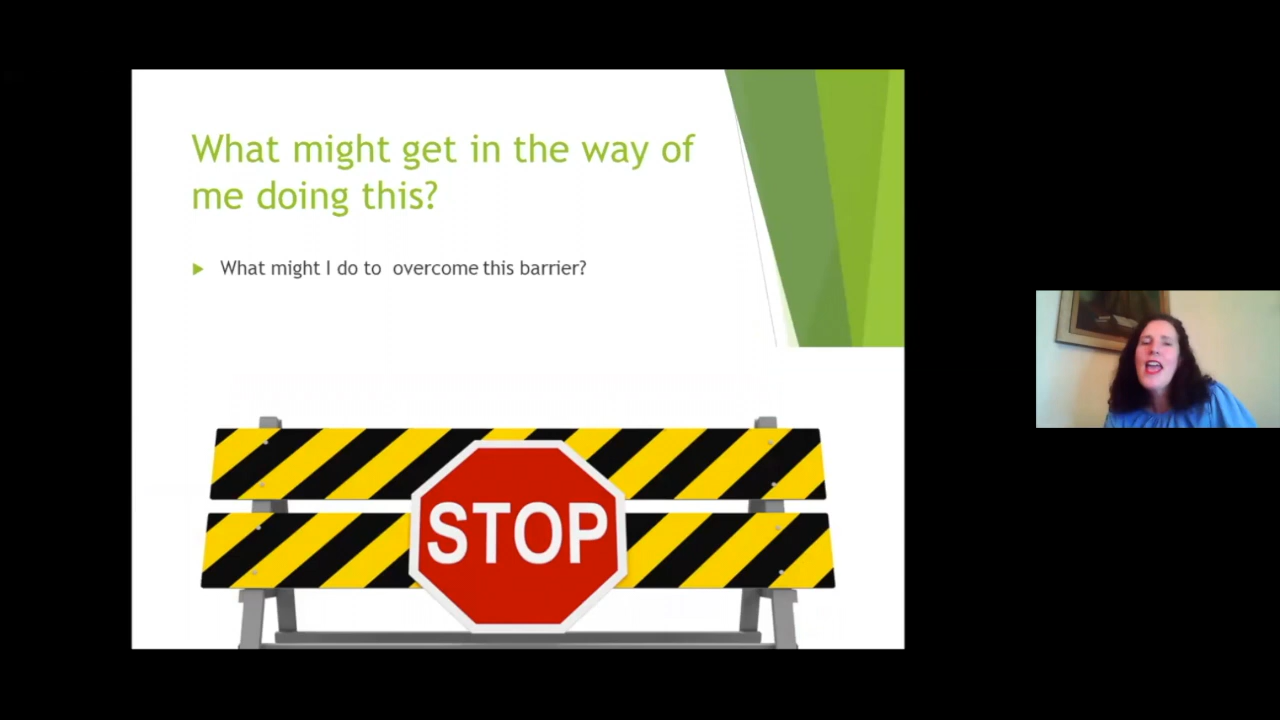 What might get in the way of
me doing this?
What might I do to  overcome this barrier?
STOP